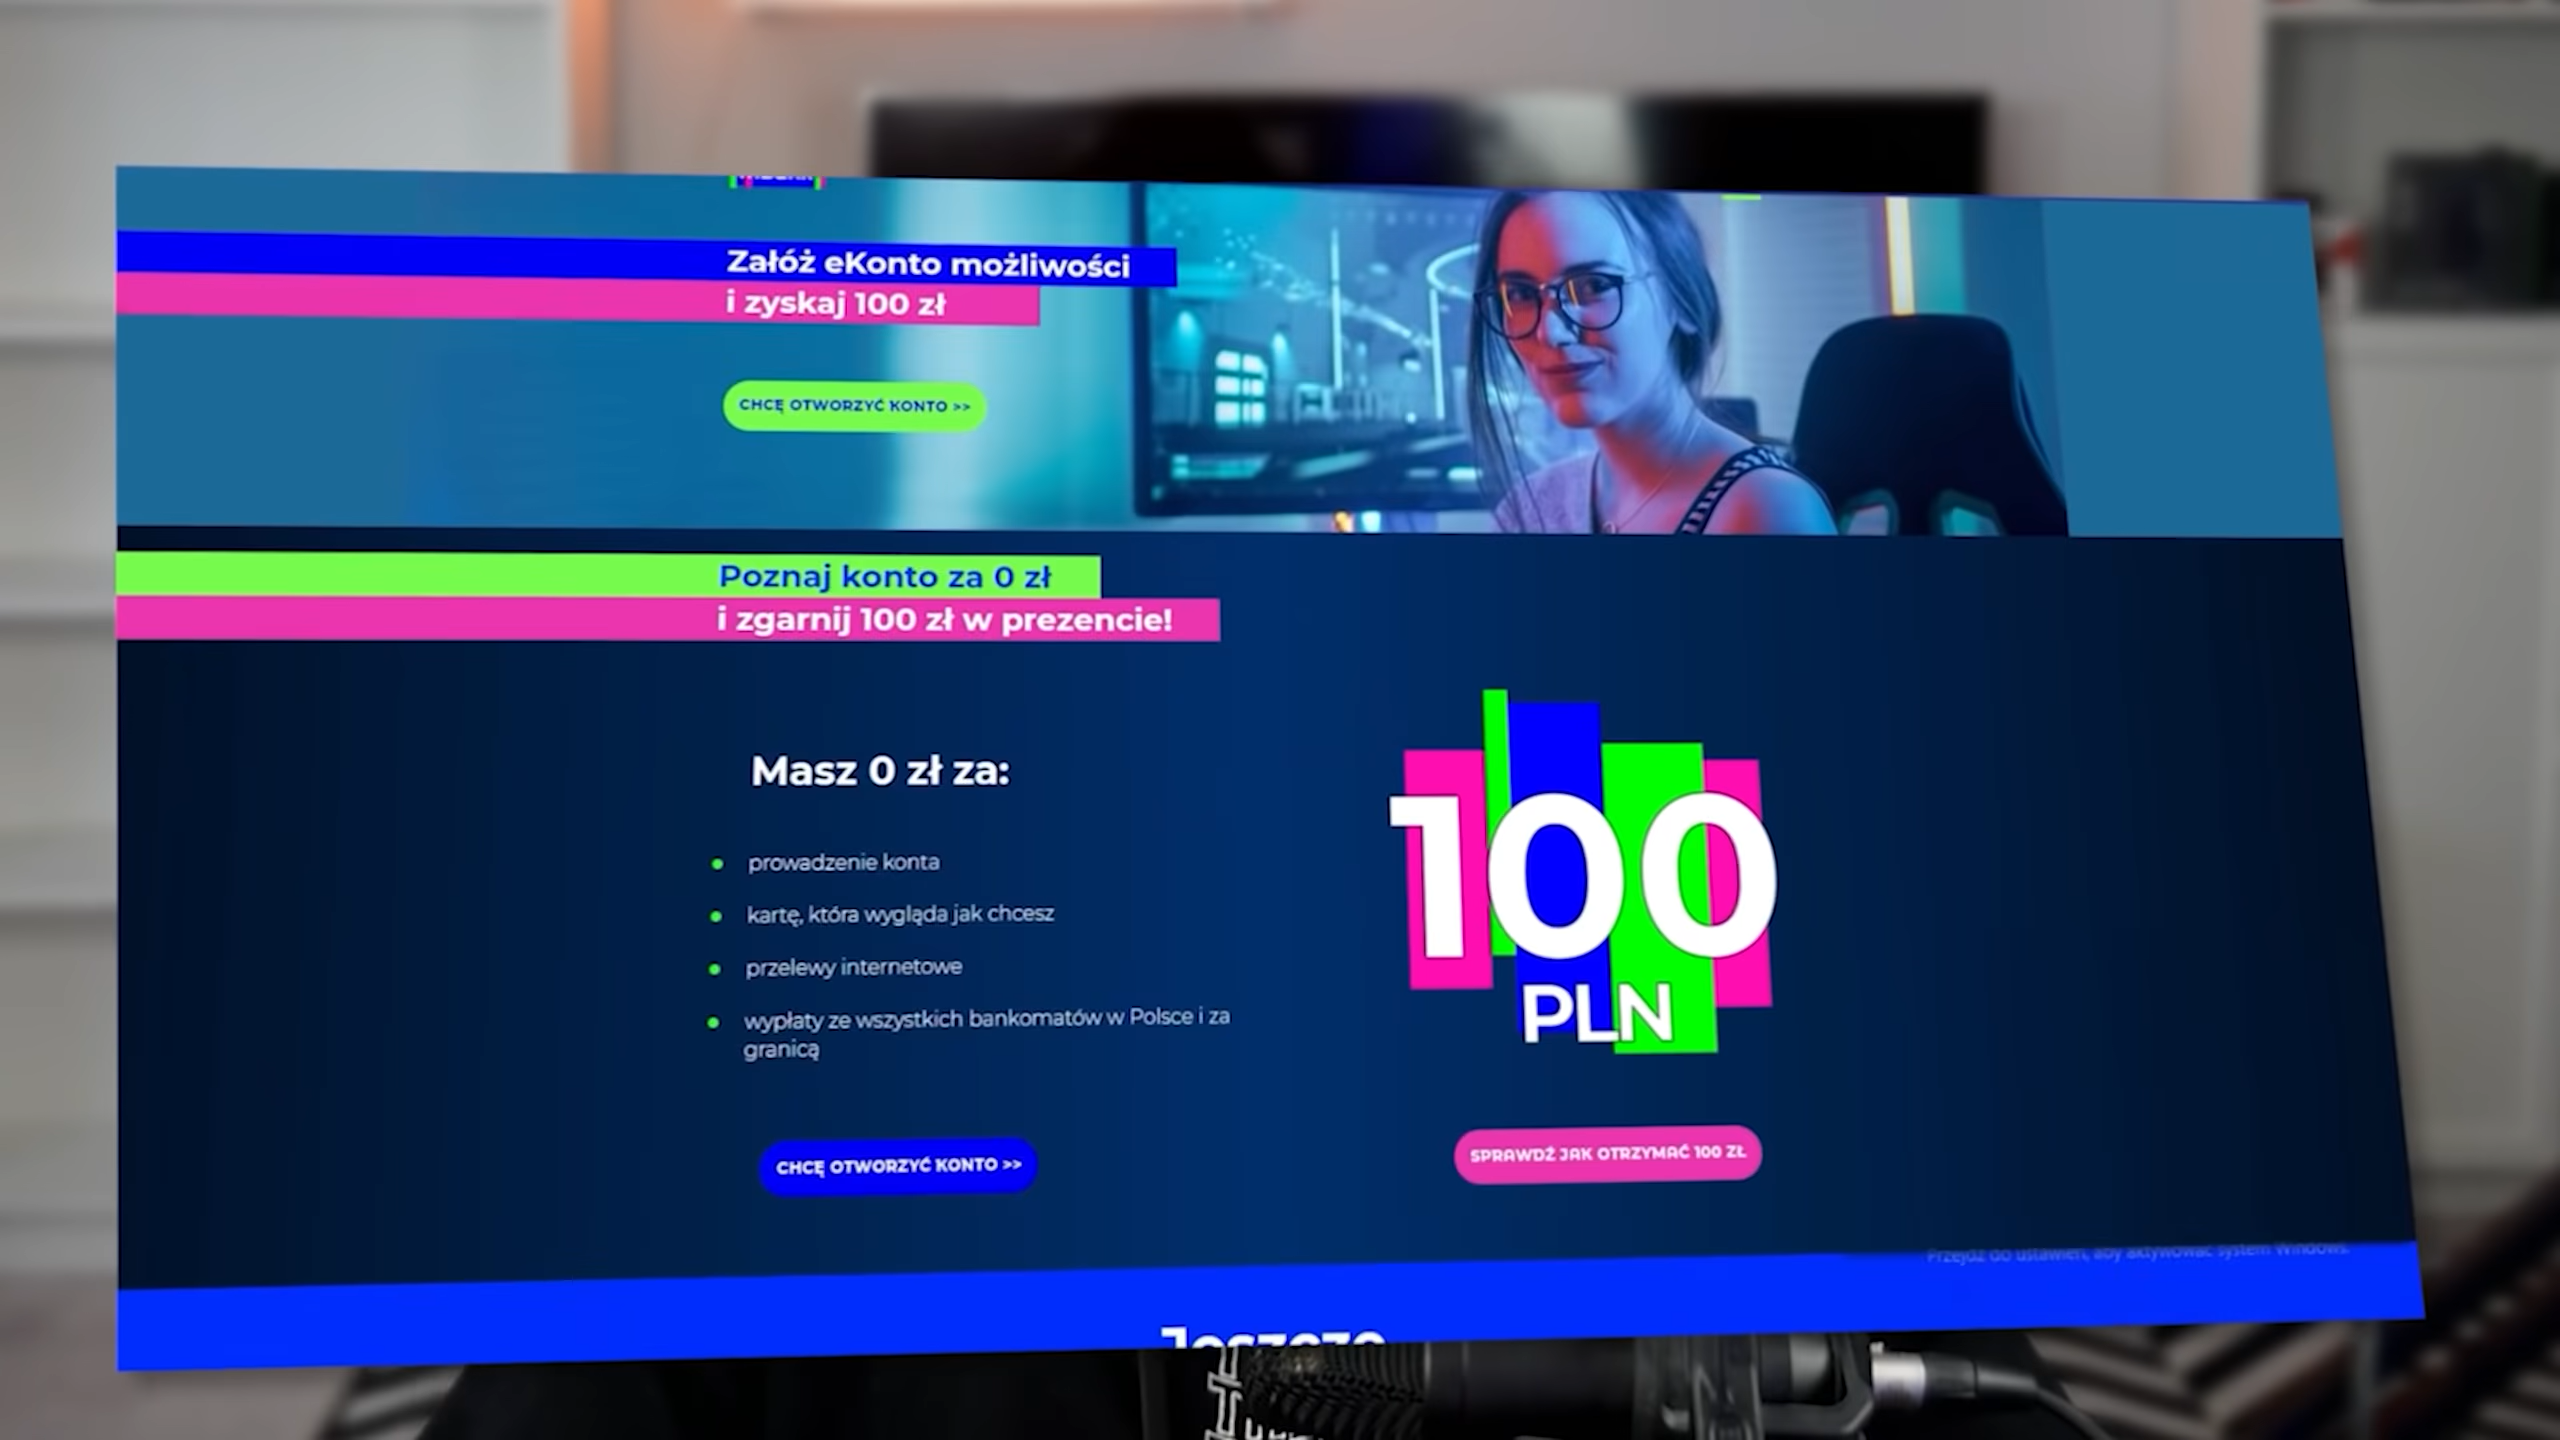 Załóż eKonto możliwości
i zyskaj 100 zł
CHCĘ OTWORZYĆ KONTO >>
Poznaj konto za 0 zł
i zgarnij 100 zł w prezencie!
Masz 0 zł za:
prowadzenie konta
kartę, która wygląda jak chcesz
przelewy internetowe
wypłaty ze wszystkich bankomatów w Polsce i za
granicą
CHCĘ OTWORZYĆ KONTO >>
100
PLN
SPRAWDŹ JAK OTRZYMAĆ 100 ZŁ
Przejdź do ustawień, aby aktywować system Windows.
Jeszcze